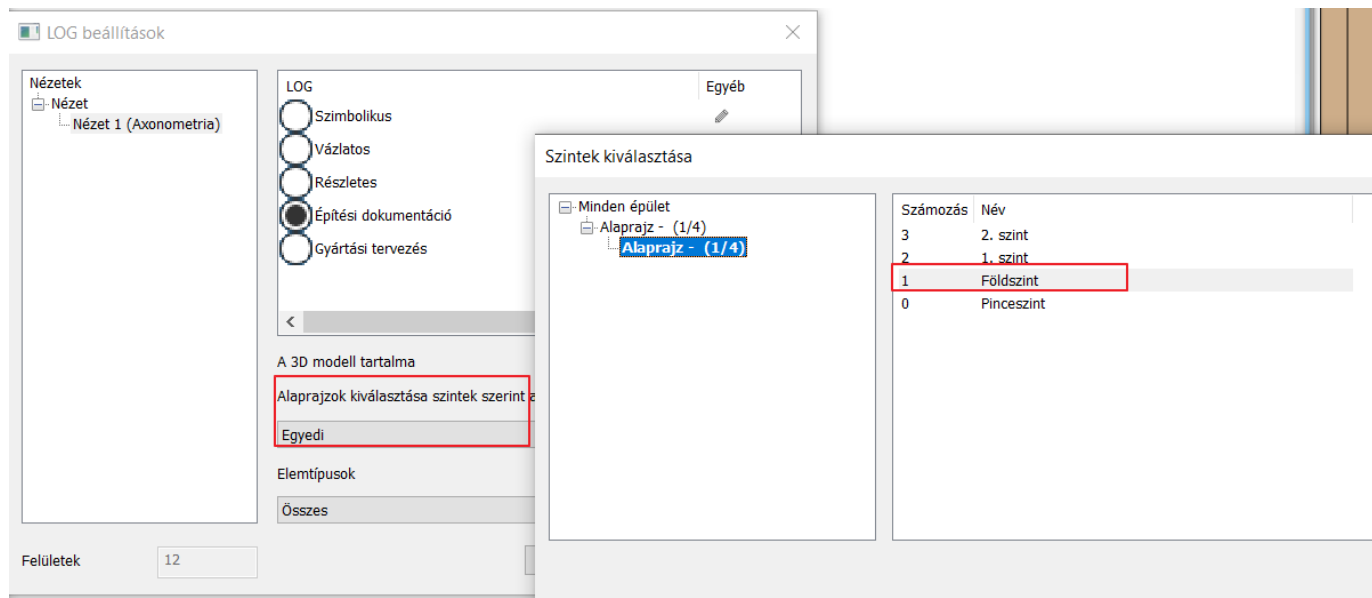 LOG beállítások
Nézetek
Nézet
Nézet 1 (Axonometria)
LOG Egyéb
Szimbolikus
Vázlatos
Részletes
Építési dokumentáció
Gyártási tervezés
A 3D modell tartalma
Alaprajzok kiválasztása szintek szerint
Egyedi
Elemtípusok
Összes
Felületek 12
Szintek kiválasztása
Minden épület
Alaprajz - (1/4)
Alaprajz - (1/4)
Számozás Név
3 2. szint
2 1. szint
1 Földszint
0 Pinceszint